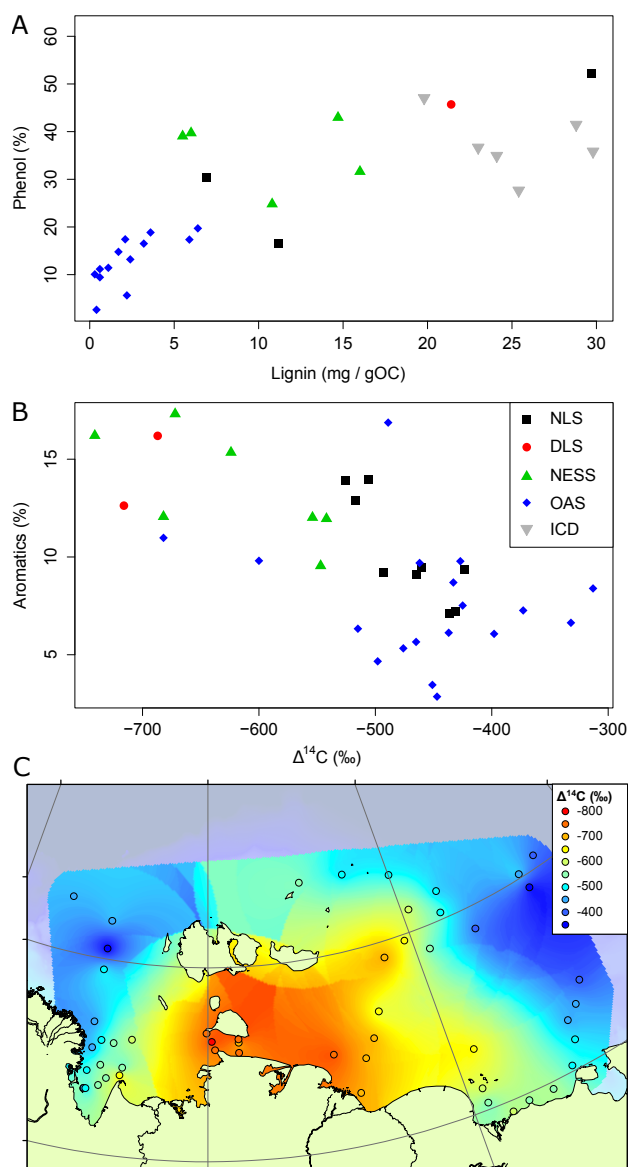 A
Phenol (%)
60
50
40
30
20
10
0 5 10 15 20 25 30
Lignin (mg / gOC)
B
Aromatics (%)
15
10
5
NLS
DLS
NESS
OAS
ICD
−700 −600 −500 −400 −300
Δ¹⁴C (‰)
C
Δ¹⁴C (‰)
-800
-700
-600
-500
-400